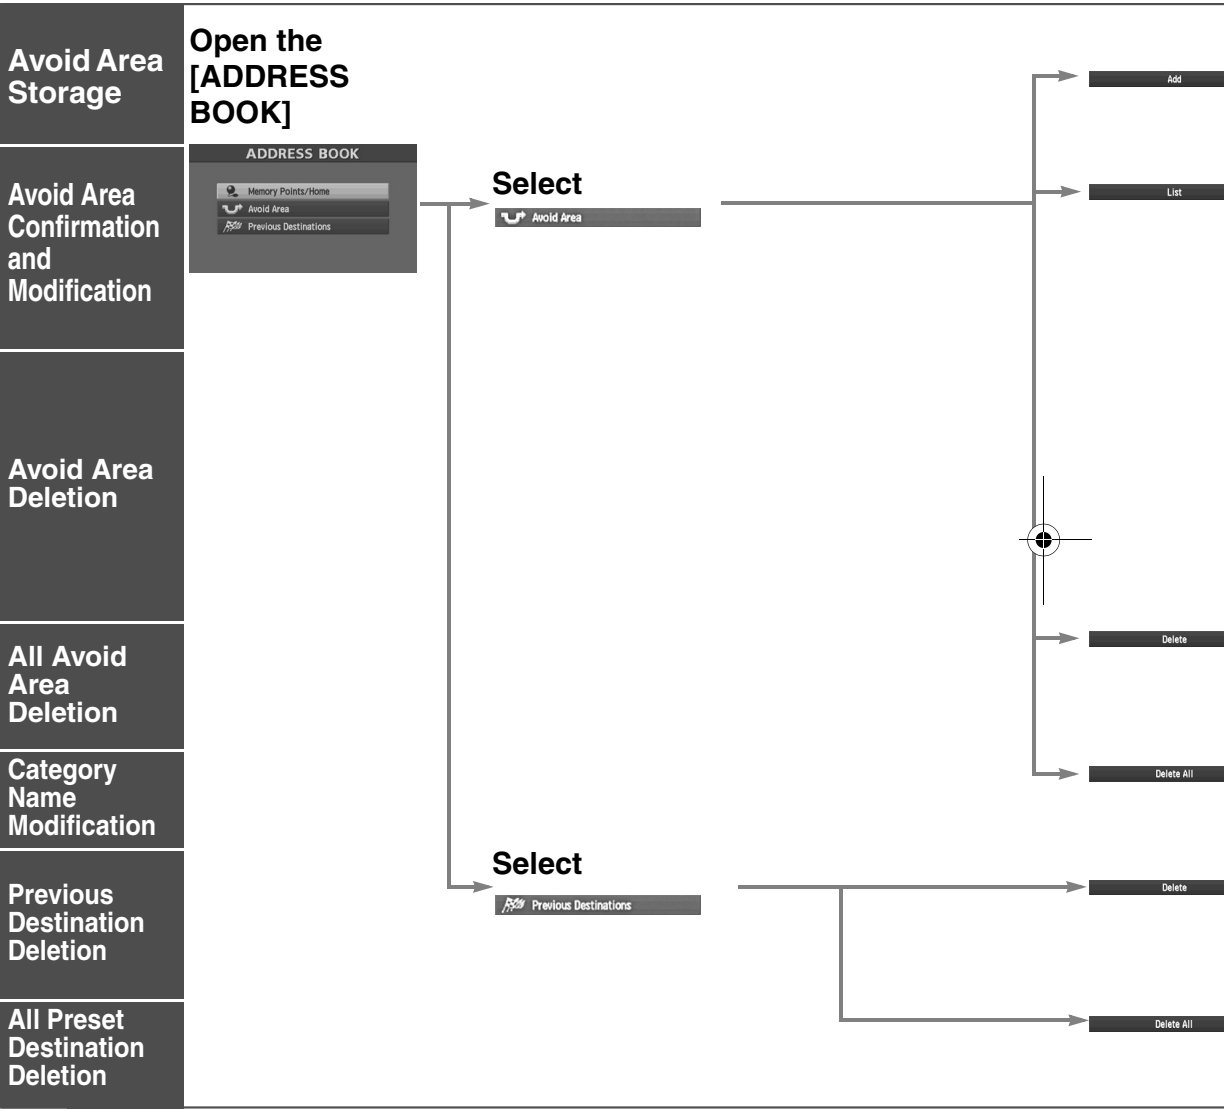 Avoid Area
Storage
Open the
[ADDRESS
BOOK]
Add
ADDRESS BOOK
Memory Points/Home
Avoid Area
Previous Destinations
Avoid Area
Confirmation
and
Modification
Select
Avoid Area
List
Avoid Area
Deletion
Delete
All Avoid
Area
Deletion
Delete All
Category
Name
Modification
Select
Previous Destinations
Delete
Previous
Destination
Deletion
All Preset
Destination
Deletion
Delete All